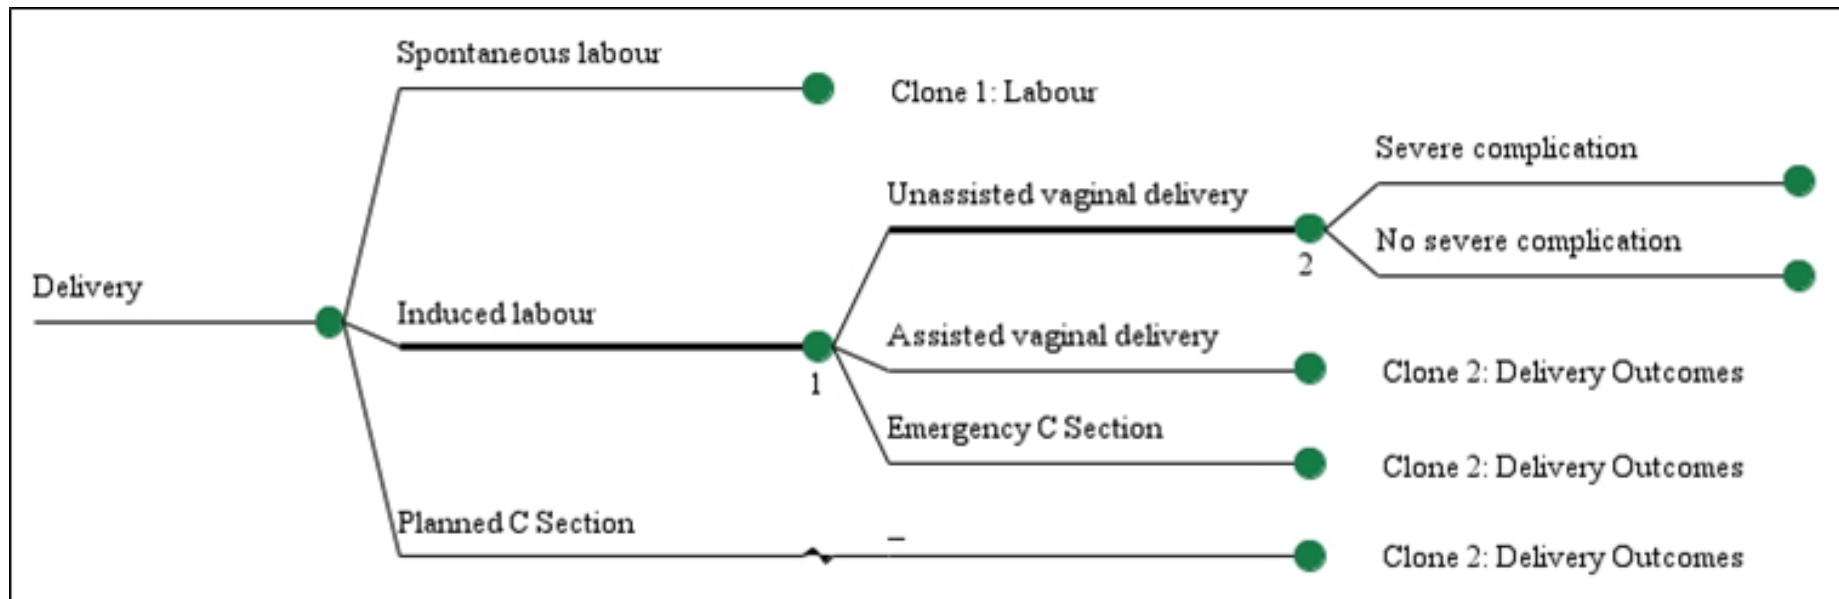 Spontaneous labour
Clone 1: Labour
Severe complication
Unassisted vaginal delivery
No severe complication
2
Delivery
Induced labour
Assisted vaginal delivery
1
Clone 2: Delivery Outcomes
Emergency C Section
Clone 2: Delivery Outcomes
Planned C Section
–
Clone 2: Delivery Outcomes